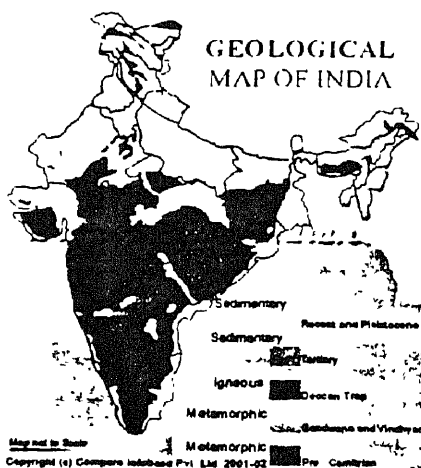 GEOLOGICAL
MAP OF INDIA
Sedimentary Recent and Pleistocene
Sedimentary Tertiary
Igneous Deccan Trap
Metamorphic Gondwana and Vindhyan
Metamorphic Pre Cambrian
Map not to Scale
Copyright (c) Compare Infobase Pvt Ltd 2001-02